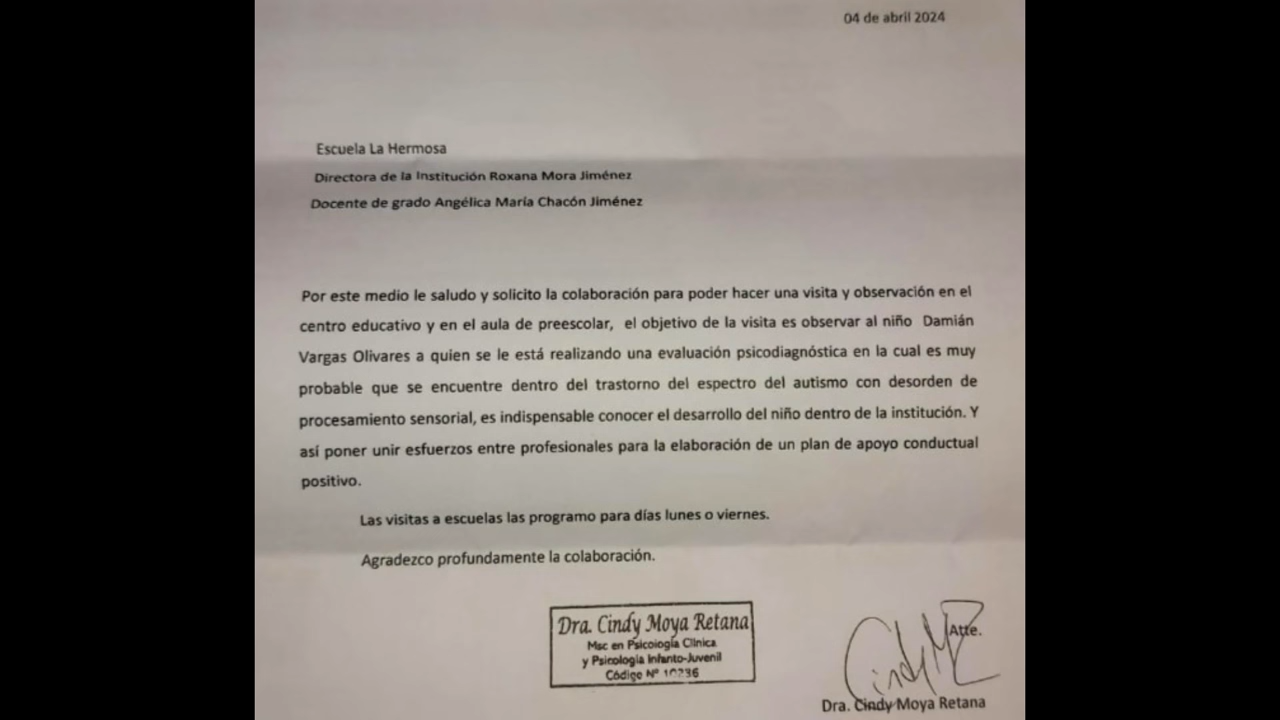 04 de abril 2024
Escuela La Hermosa
Directora de la Institución Roxana Mora Jiménez
Docente de grado Angélica María Chacón Jiménez
Por este medio le saludo y solicito la colaboración para poder hacer una visita y observación en el
centro educativo y en el aula de preescolar, el objetivo de la visita es observar al niño Damián
Vargas Olivares a quien se le está realizando una evaluación psicodiagnóstica en la cual es muy
probable que se encuentre dentro del trastorno del espectro del autismo con desorden de
procesamiento sensorial, es indispensable conocer el desarrollo del niño dentro de la institución. Y
así poner unir esfuerzos entre profesionales para la elaboración de un plan de apoyo conductual
positivo.
Las visitas a escuelas las programo para días lunes o viernes.
Agradezco profundamente la colaboración.
Dra. Cindy Moya Retana
Msc en Psicología Clínica
y Psicología Infanto-Juvenil
Código Nº
Atte.
Cindy M
Dra. Cindy Moya Retana